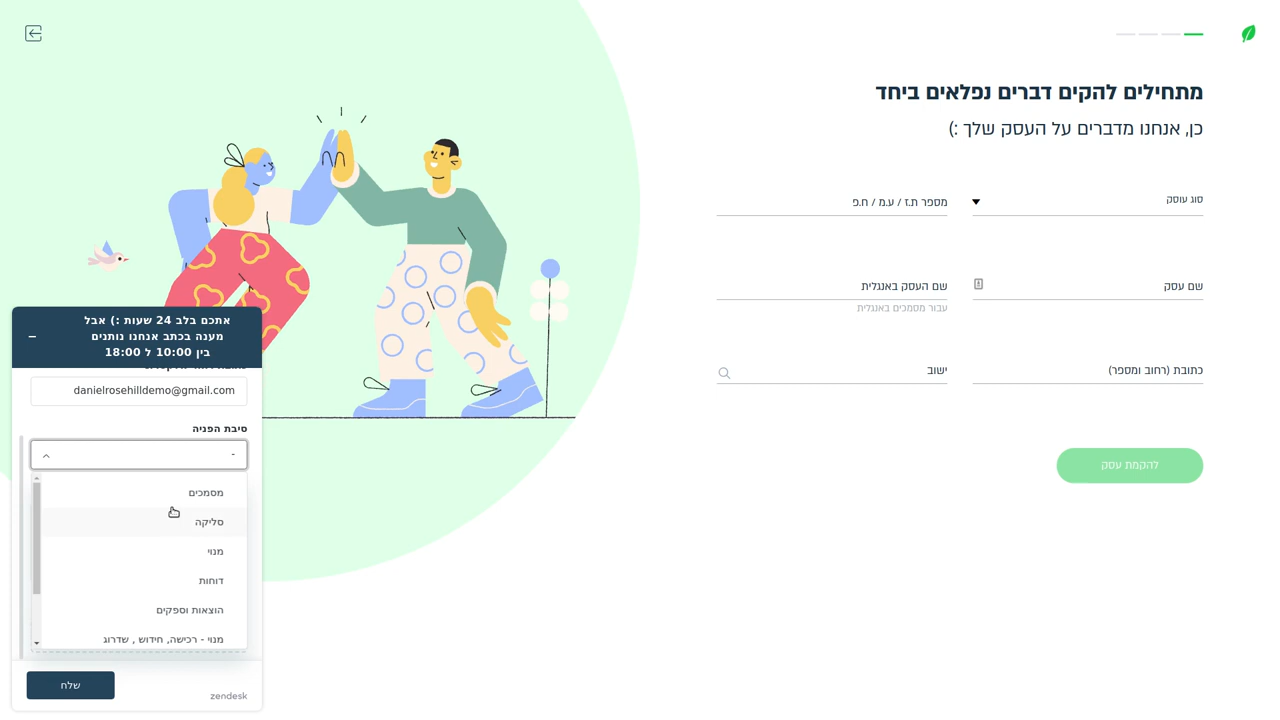 מתחילים להקים דברים נפלאים ביחד
כן, אנחנו מדברים על העסק שלך :)
סוג עוסק
מספר ת.ז / ע.מ / ח.פ
שם עסק
שם העסק באנגלית
עבור מסמכים באנגלית
כתובת (רחוב ומספר)
ישוב
להקמת עסק
אתכם בלב 24 שעות :) אבל
מענה בכתב אנחנו נותנים
בין 10:00 ל 18:00
danielrosehilldemo@gmail.com
סיבת הפניה
-
מסמכים
סליקה
מנוי
דוחות
הוצאות וספקים
מנוי - רכישה, חידוש , שדרוג
שלח
zendesk